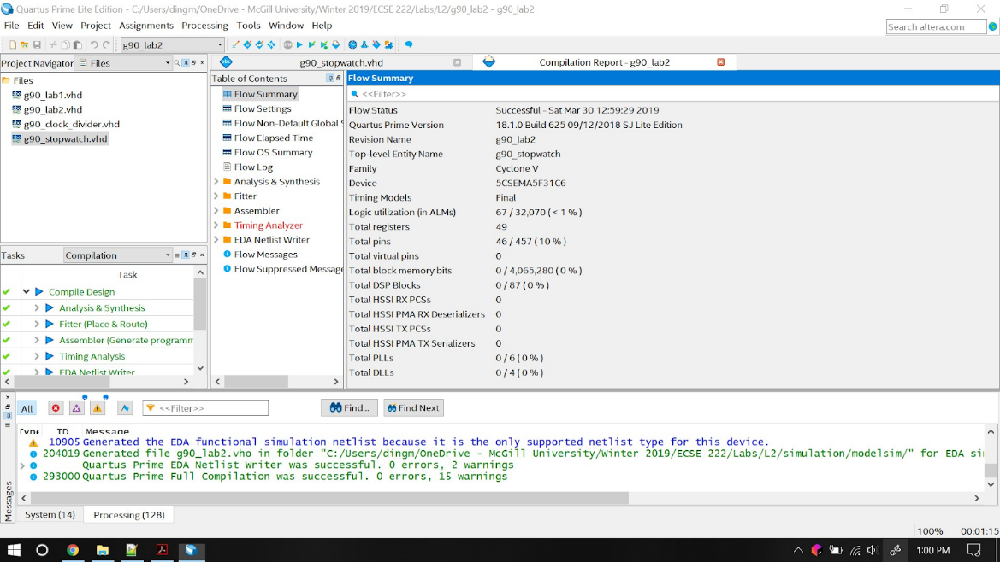 Quartus Prime Lite Edition - C:/Users/dingm/OneDrive - McGill University/Winter 2019/ECSE 222/Labs/L2/g90_lab2 - g90_lab2
File Edit View Project Assignments Processing Tools Window Help
Search altera.com
g90_lab2
Project Navigator Files
g90_stopwatch.vhd
Compilation Report - g90_lab2
Files
g90_lab1.vhd
g90_lab2.vhd
g90_clock_divider.vhd
g90_stopwatch.vhd
Table of Contents
Flow Summary
Flow Settings
Flow Non-Default Global S
Flow Elapsed Time
Flow OS Summary
Flow Log
Analysis & Synthesis
Fitter
Assembler
Timing Analyzer
EDA Netlist Writer
Flow Messages
Flow Suppressed Message
Flow Summary
<<Filter>>
Flow Status Successful - Sat Mar 30 12:59:29 2019
Quartus Prime Version 18.1.0 Build 625 09/12/2018 SJ Lite Edition
Revision Name g90_lab2
Top-level Entity Name g90_stopwatch
Family Cyclone V
Device 5CSEMA5F31C6
Timing Models Final
Logic utilization (in ALMs) 67 / 32,070 ( < 1 % )
Total registers 49
Total pins 46 / 457 ( 10 % )
Total virtual pins 0
Total block memory bits 0 / 4,065,280 ( 0 % )
Total DSP Blocks 0 / 87 ( 0 % )
Total HSSI RX PCSs 0
Total HSSI PMA RX Deserializers 0
Total HSSI TX PCSs 0
Total HSSI PMA TX Serializers 0
Total PLLs 0 / 6 ( 0 % )
Total DLLs 0 / 4 ( 0 % )
Tasks Compilation
Task
Compile Design
Analysis & Synthesis
Fitter (Place & Route)
Assembler (Generate programm
Timing Analysis
EDA Netlist Writer
All
<<Filter>>
Find...
Find Next
Type ID Message
10905 Generated the EDA functional simulation netlist because it is the only supported netlist type for this device.
204019 Generated file g90_lab2.vho in folder "C:/Users/dingm/OneDrive - McGill University/Winter 2019/ECSE 222/Labs/L2/simulation/modelsim/" for EDA si
Quartus Prime EDA Netlist Writer was successful. 0 errors, 2 warnings
293000 Quartus Prime Full Compilation was successful. 0 errors, 15 warnings
Messages
System (14) Processing (128)
100% 00:01:15
1:00 PM